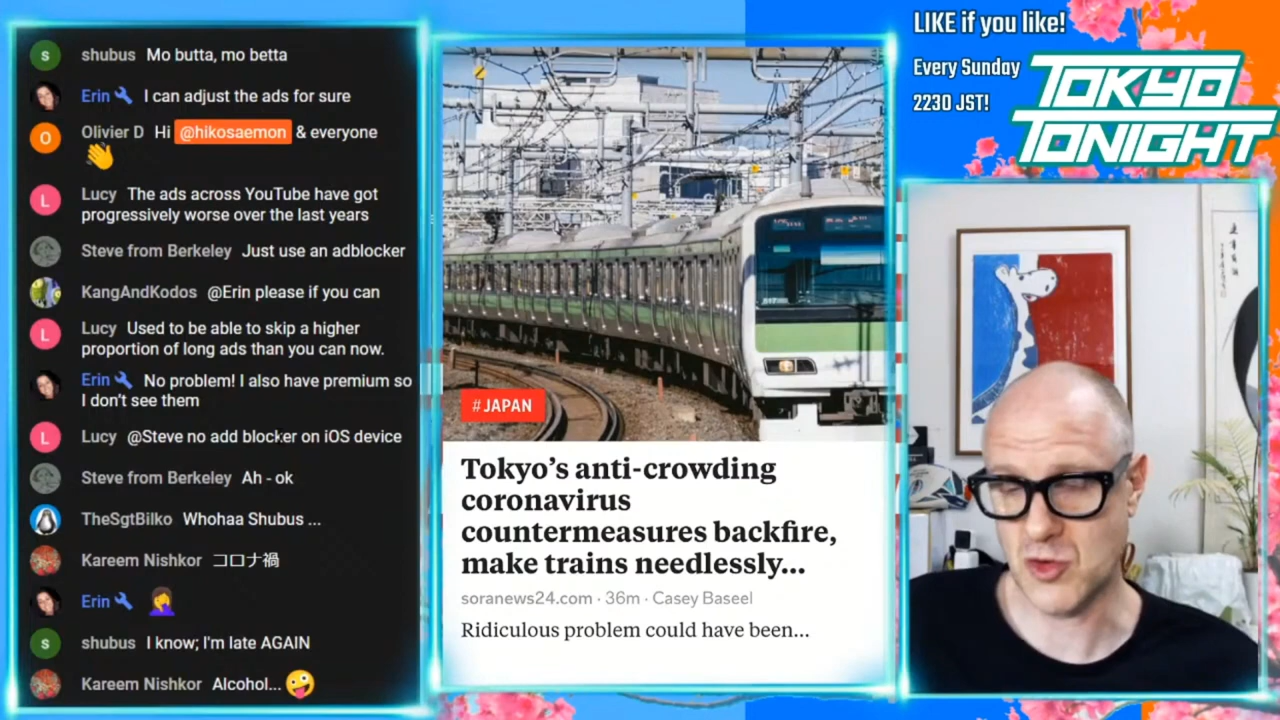 shubus Mo butta, mo betta
Erin I can adjust the ads for sure
Olivier D Hi @hikosaemon & everyone
Lucy The ads across YouTube have got
progressively worse over the last years
Steve from Berkeley Just use an adblocker
KangAndKodos @Erin please if you can
Lucy Used to be able to skip a higher
proportion of long ads than you can now.
Erin No problem! I also have premium so
I don't see them
Lucy @Steve no add blocker on iOS device
Steve from Berkeley Ah - ok
TheSgtBilko Whohaa Shubus ...
Kareem Nishkor コロナ禍
Erin
shubus I know; I'm late AGAIN
Kareem Nishkor Alcohol...
#JAPAN
Tokyo's anti-crowding
coronavirus
countermeasures backfire,
make trains needlessly...
soranews24.com · 36m · Casey Baseel
Ridiculous problem could have been...
LIKE if you like!
Every Sunday
2230 JST!
TOKYO
TONIGHT